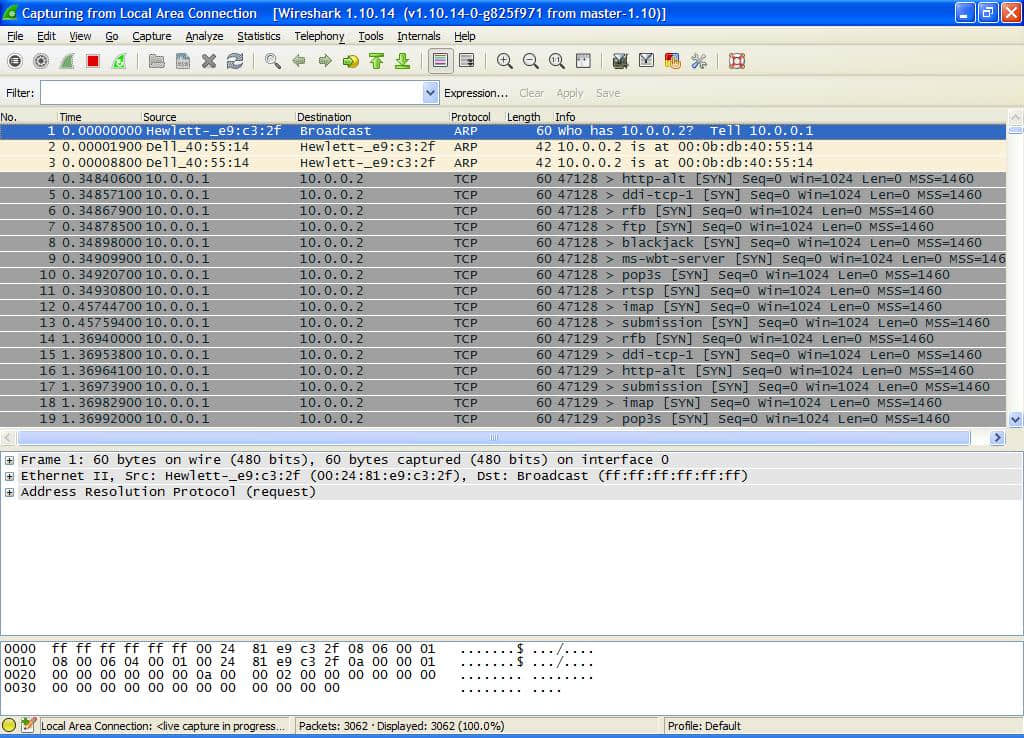 Capturing from Local Area Connection [Wireshark 1.10.14 (v1.10.14-0-g825f971 from master-1.10)]
File Edit View Go Capture Analyze Statistics Telephony Tools Internals Help
Filter: Expression... Clear Apply Save
No. Time Source Destination Protocol Length Info
1 0.00000000 Hewlett-_e9:c3:2f Broadcast ARP 60 Who has 10.0.0.2? Tell 10.0.0.1
2 0.00001900 Dell_40:55:14 Hewlett-_e9:c3:2f ARP 42 10.0.0.2 is at 00:0b:db:40:55:14
3 0.00008800 Dell_40:55:14 Hewlett-_e9:c3:2f ARP 42 10.0.0.2 is at 00:0b:db:40:55:14
4 0.34840600 10.0.0.1 10.0.0.2 TCP 60 47128 > http-alt [SYN] Seq=0 Win=1024 Len=0 MSS=1460
5 0.34857100 10.0.0.1 10.0.0.2 TCP 60 47128 > ddi-tcp-1 [SYN] Seq=0 Win=1024 Len=0 MSS=1460
6 0.34867900 10.0.0.1 10.0.0.2 TCP 60 47128 > rfb [SYN] Seq=0 Win=1024 Len=0 MSS=1460
7 0.34878500 10.0.0.1 10.0.0.2 TCP 60 47128 > ftp [SYN] Seq=0 Win=1024 Len=0 MSS=1460
8 0.34898000 10.0.0.1 10.0.0.2 TCP 60 47128 > blackjack [SYN] Seq=0 Win=1024 Len=0 MSS=1460
9 0.34909900 10.0.0.1 10.0.0.2 TCP 60 47128 > ms-wbt-server [SYN] Seq=0 Win=1024 Len=0 MSS=146
10 0.34920700 10.0.0.1 10.0.0.2 TCP 60 47128 > pop3s [SYN] Seq=0 Win=1024 Len=0 MSS=1460
11 0.34930800 10.0.0.1 10.0.0.2 TCP 60 47128 > rtsp [SYN] Seq=0 Win=1024 Len=0 MSS=1460
12 0.45744700 10.0.0.1 10.0.0.2 TCP 60 47128 > imap [SYN] Seq=0 Win=1024 Len=0 MSS=1460
13 0.45759400 10.0.0.1 10.0.0.2 TCP 60 47128 > submission [SYN] Seq=0 Win=1024 Len=0 MSS=1460
14 1.36940000 10.0.0.1 10.0.0.2 TCP 60 47129 > rfb [SYN] Seq=0 Win=1024 Len=0 MSS=1460
15 1.36953800 10.0.0.1 10.0.0.2 TCP 60 47129 > ddi-tcp-1 [SYN] Seq=0 Win=1024 Len=0 MSS=1460
16 1.36964100 10.0.0.1 10.0.0.2 TCP 60 47129 > http-alt [SYN] Seq=0 Win=1024 Len=0 MSS=1460
17 1.36973900 10.0.0.1 10.0.0.2 TCP 60 47129 > submission [SYN] Seq=0 Win=1024 Len=0 MSS=1460
18 1.36982900 10.0.0.1 10.0.0.2 TCP 60 47129 > imap [SYN] Seq=0 Win=1024 Len=0 MSS=1460
19 1.36992000 10.0.0.1 10.0.0.2 TCP 60 47129 > pop3s [SYN] Seq=0 Win=1024 Len=0 MSS=1460
Frame 1: 60 bytes on wire (480 bits), 60 bytes captured (480 bits) on interface 0
Ethernet II, Src: Hewlett-_e9:c3:2f (00:24:81:e9:c3:2f), Dst: Broadcast (ff:ff:ff:ff:ff:ff)
Address Resolution Protocol (request)
0000 ff ff ff ff ff ff 00 24 81 e9 c3 2f 08 06 00 01 .......$ .../....
0010 08 00 06 04 00 01 00 24 81 e9 c3 2f 0a 00 00 01 .......$ .../....
0020 00 00 00 00 00 00 0a 00 00 02 00 00 00 00 00 00 ........ ........
0030 00 00 00 00 00 00 00 00 00 00 00 00 ........ ....
Local Area Connection: <live capture in progress... Packets: 3062 · Displayed: 3062 (100.0%) Profile: Default